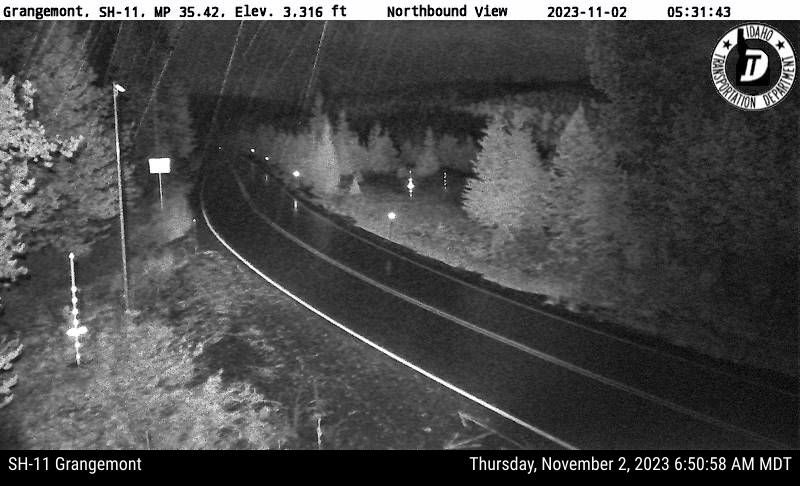 Grangemont, SH-11, MP 35.42, Elev. 3,316 ft Northbound View 2023-11-02 05:31:43
IDAHO
TRANSPORTATION DEPARTMENT
SH-11 Grangemont Thursday, November 2, 2023 6:50:58 AM MDT